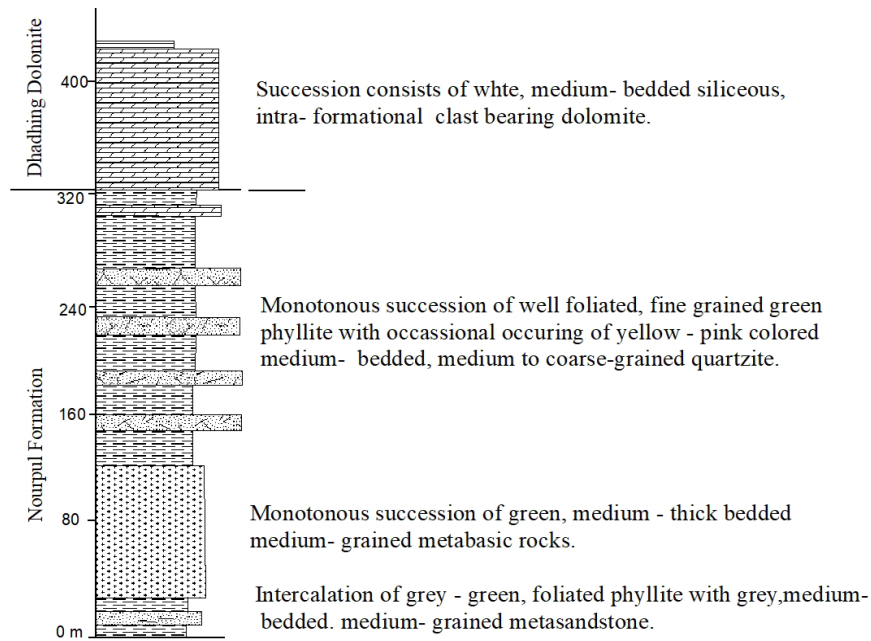 Dhadhing Dolomite
400
Succession consists of whte, medium- bedded siliceous,
intra- formational clast bearing dolomite.
320
Nourpul Formation
240
Monotonous succession of well foliated, fine grained green
phyllite with occassional occuring of yellow - pink colored
medium- bedded, medium to coarse-grained quartzite.
160
80
Monotonous succession of green, medium - thick bedded
medium- grained metabasic rocks.
Intercalation of grey - green, foliated phyllite with grey,medium-
bedded. medium- grained metasandstone.
0 m